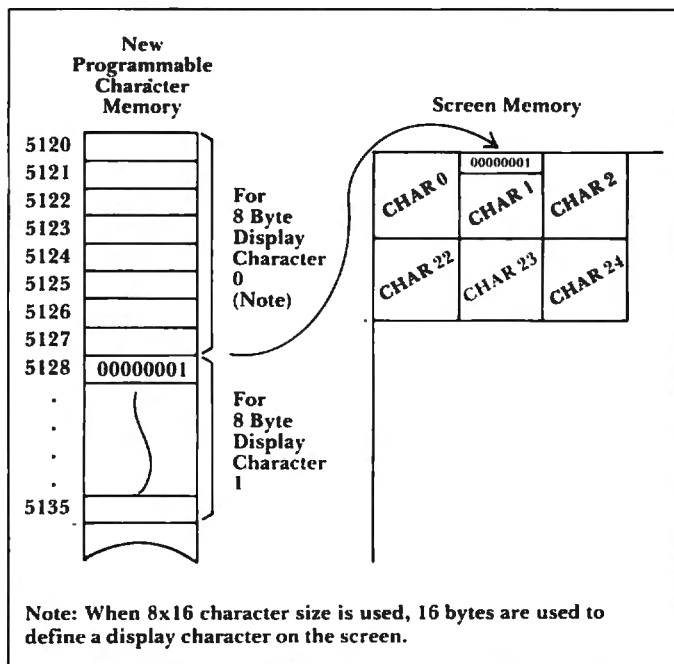 New
Programmable
Character
Memory
Screen Memory
5120
5121
5122
5123
5124
5125
5126
5127
5128
.
.
.
.
5135
00000001
For
8 Byte
Display
Character
0
(Note)
For
8 Byte
Display
Character
1
00000001
CHAR 0
CHAR 1
CHAR 2
CHAR 22
CHAR 23
CHAR 24
Note: When 8x16 character size is used, 16 bytes are used to
define a display character on the screen.